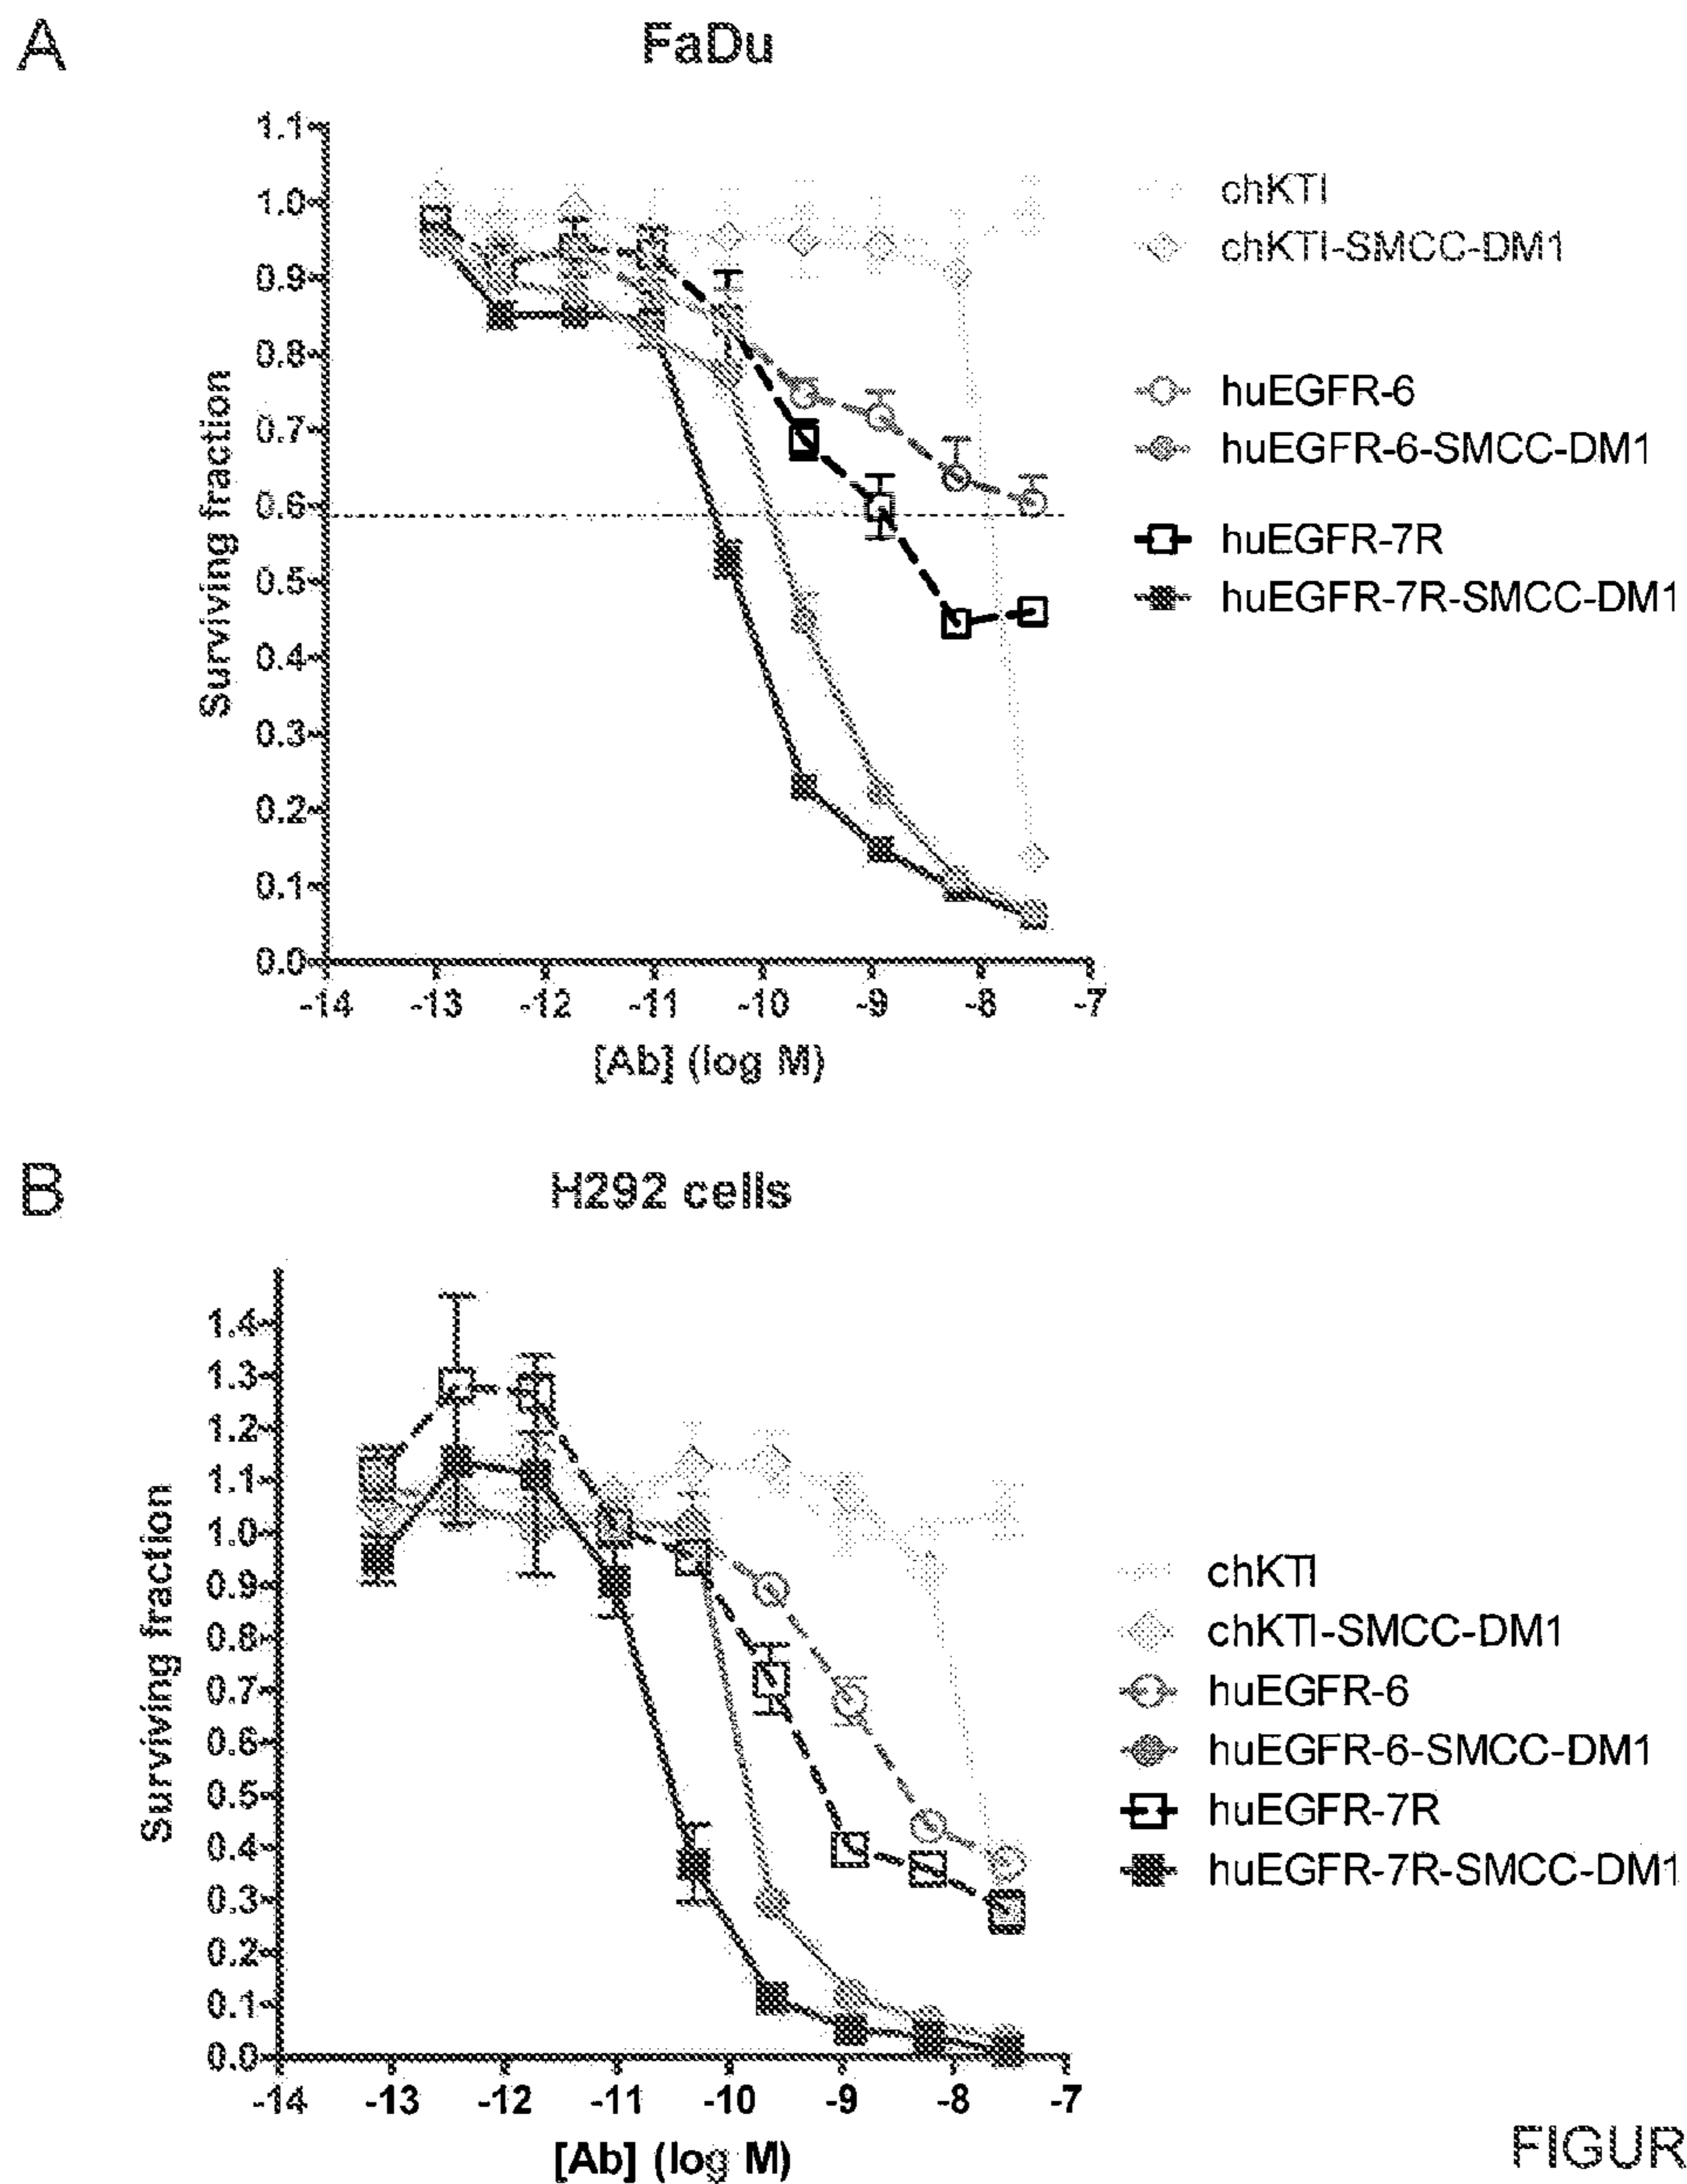 A
FaDu
1.1
1.0
0.9
0.8
0.7
0.6
0.5
0.4
0.3
0.2
0.1
0.0
Surviving fraction
-14 -13 -12 -11 -10 -9 -8 -7
[Ab] (log M)
chKTI
chKTI-SMCC-DM1
huEGFR-6
huEGFR-6-SMCC-DM1
huEGFR-7R
huEGFR-7R-SMCC-DM1
B
H292 cells
1.4
1.3
1.2
1.1
1.0
0.9
0.8
0.7
0.6
0.5
0.4
0.3
0.2
0.1
0.0
Surviving fraction
-14 -13 -12 -11 -10 -9 -8 -7
[Ab] (log M)
chKTI
chKTI-SMCC-DM1
huEGFR-6
huEGFR-6-SMCC-DM1
huEGFR-7R
huEGFR-7R-SMCC-DM1
FIGUR